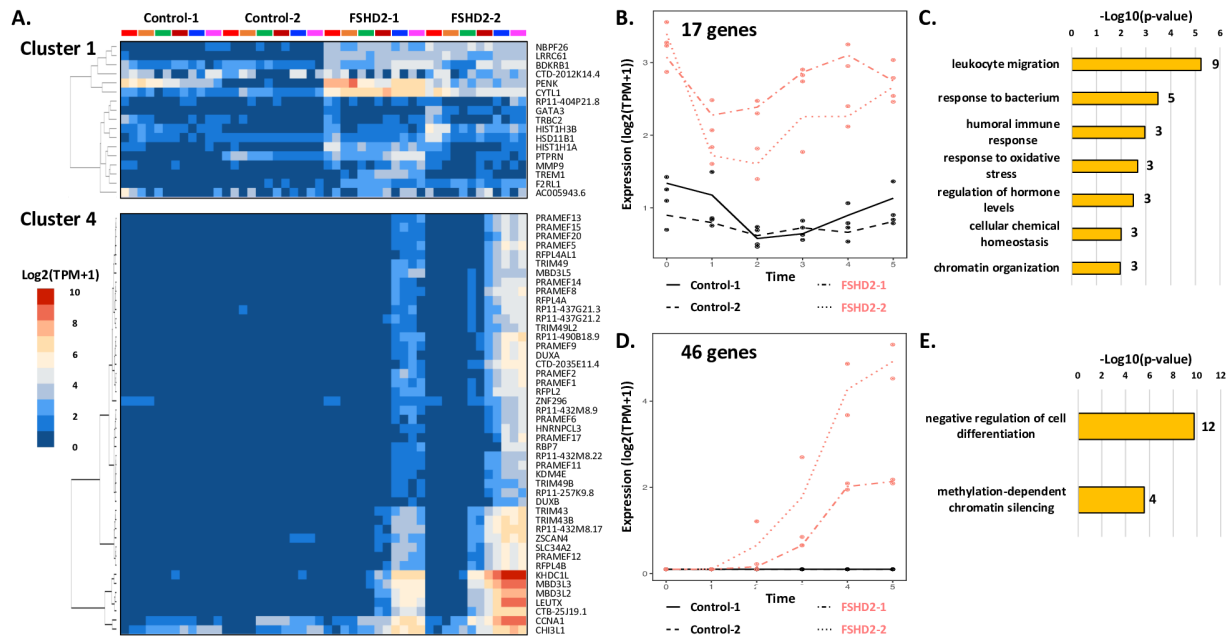 A.
Control-1
Control-2
FSHD2-1
FSHD2-2
Cluster 1
NBPF26
LRRC61
BDKRB1
CTD-2012K14.4
PENK
CYTL1
RP11-404P21.8
GATA3
TRBC2
HIST1H3B
HSD11B1
HIST1H1A
PTPRN
MMP9
TREM1
F2RL1
AC005943.6
Cluster 4
Log2(TPM+1)
10
8
6
4
2
0
PRAMEF13
PRAMEF15
PRAMEF20
PRAMEF5
RFPL4AL1
TRIM49
MBD3L5
PRAMEF14
PRAMEF8
RFPL4A
RP11-437G21.3
RP11-437G21.2
TRIM49L2
RP11-490B18.9
PRAMEF9
DUXA
CTD-2035E11.4
PRAMEF2
PRAMEF1
RFPL2
ZNF296
RP11-432M8.9
PRAMEF6
HNRNPCL3
PRAMEF17
RBP7
RP11-432M8.22
PRAMEF11
KDM4E
TRIM49B
RP11-257K9.8
DUXB
TRIM43
TRIM43B
RP11-432M8.17
ZSCAN4
SLC34A2
PRAMEF12
RFPL4B
KHDC1L
MBD3L3
MBD3L2
LEUTX
CTB-25J19.1
CCNA1
CHI3L1
B.
17 genes
Expression (log2(TPM+1))
3
2
1
0 1 2 3 4 5
Time
Control-1
FSHD2-1
Control-2
FSHD2-2
C.
-Log10(p-value)
0 1 2 3 4 5 6
leukocyte migration
9
response to bacterium
5
humoral immune
response
3
response to oxidative
stress
3
regulation of hormone
levels
3
cellular chemical
homeostasis
3
chromatin organization
3
D.
46 genes
Expression (log2(TPM+1))
4
2
0
0 1 2 3 4 5
Time
Control-1
FSHD2-1
Control-2
FSHD2-2
E.
-Log10(p-value)
0 2 4 6 8 10 12
negative regulation of cell
differentiation
12
methylation-dependent
chromatin silencing
4